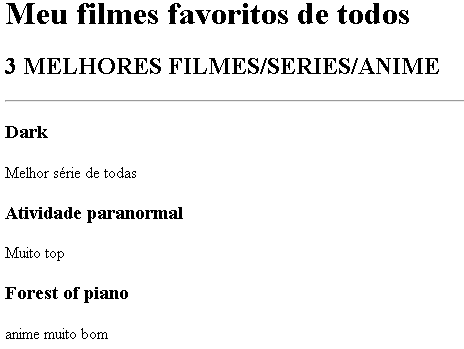 Meu filmes favoritos de todos
3 MELHORES FILMES/SERIES/ANIME
Dark
Melhor série de todas
Atividade paranormal
Muito top
Forest of piano
anime muito bom